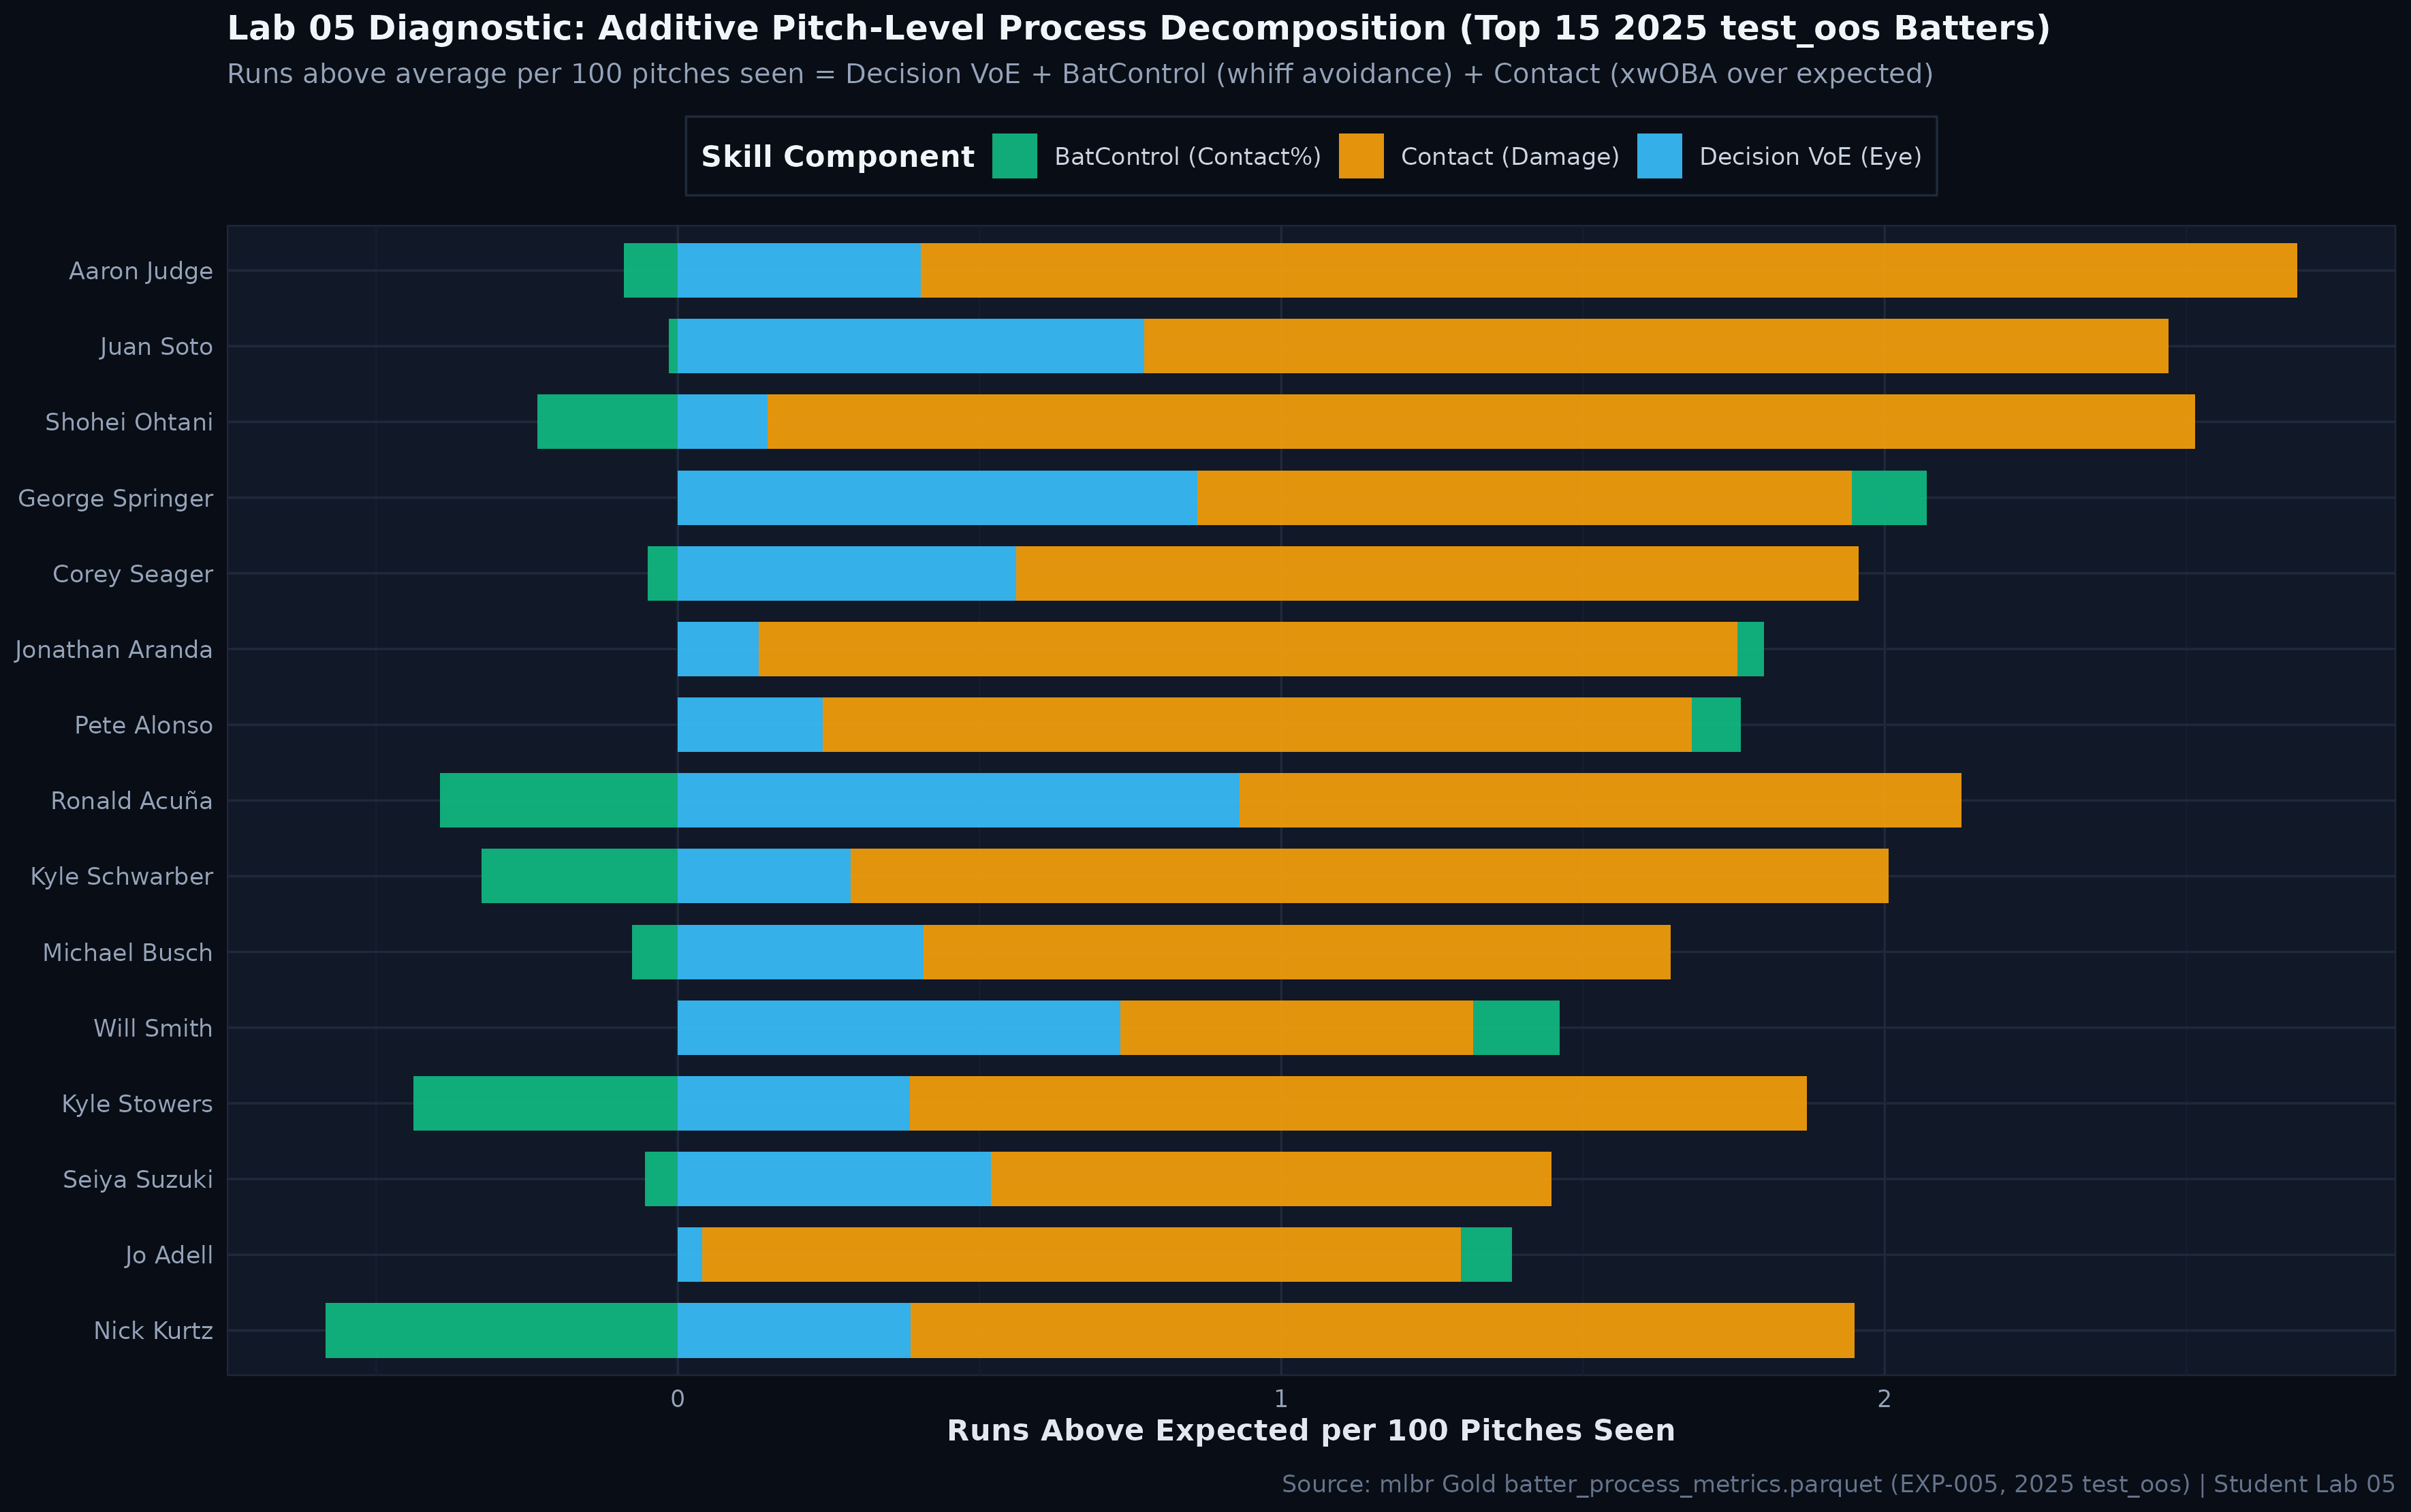 Lab 05 Diagnostic: Additive Pitch-Level Process Decomposition (Top 15 2025 test_oos Batters)
Runs above average per 100 pitches seen = Decision VoE + BatControl (whiff avoidance) + Contact (xwOBA over expected)
Skill Component BatControl (Contact%) Contact (Damage) Decision VoE (Eye)
Aaron Judge
Juan Soto
Shohei Ohtani
George Springer
Corey Seager
Jonathan Aranda
Pete Alonso
Ronald Acuña
Kyle Schwarber
Michael Busch
Will Smith
Kyle Stowers
Seiya Suzuki
Jo Adell
Nick Kurtz
0 1 2
Runs Above Expected per 100 Pitches Seen
Source: mlbr Gold batter_process_metrics.parquet (EXP-005, 2025 test_oos) | Student Lab 05